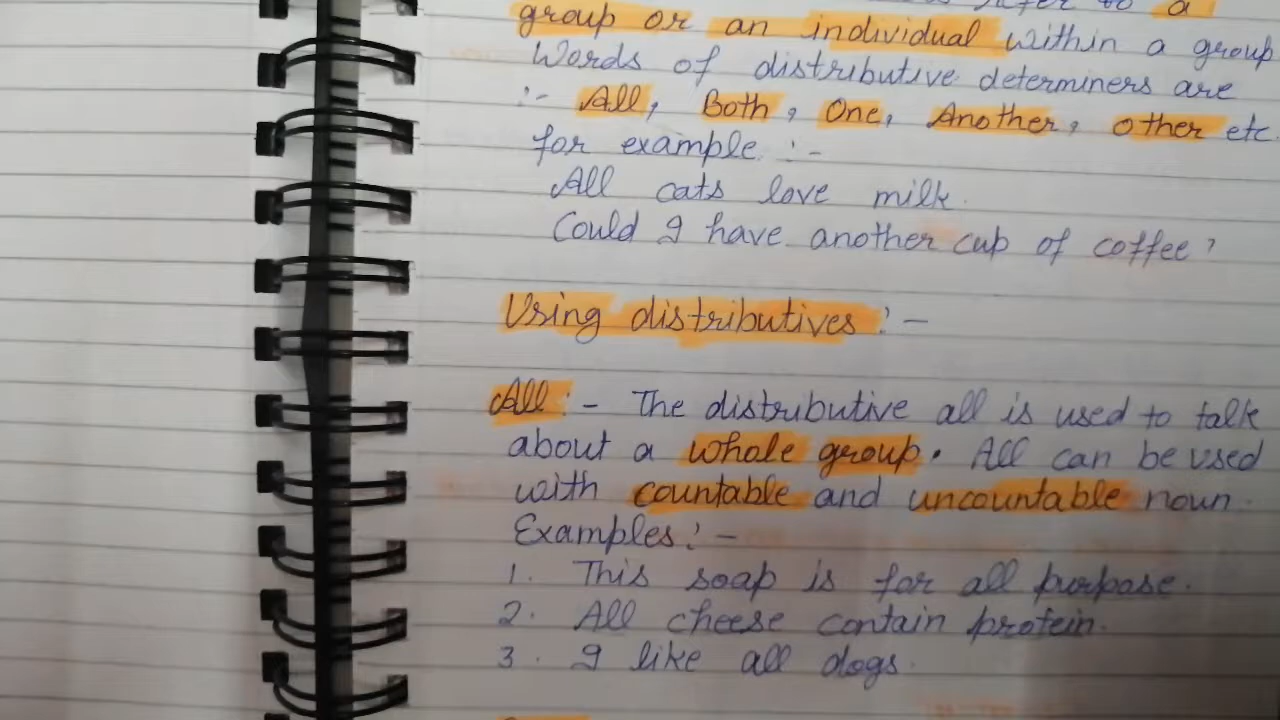 refer to a
group or an individual within a group
Words of distributive determiners are
:- All, Both, One, Another, other etc
for example :-
All cats love milk.
Could I have another cup of coffee?
Using distributives :-
All :- The distributive all is used to talk
about a whole group. All can be used
with countable and uncountable noun.
Examples :-
1. This soap is for all purpose.
2. All cheese contain protein.
3. I like all dogs.